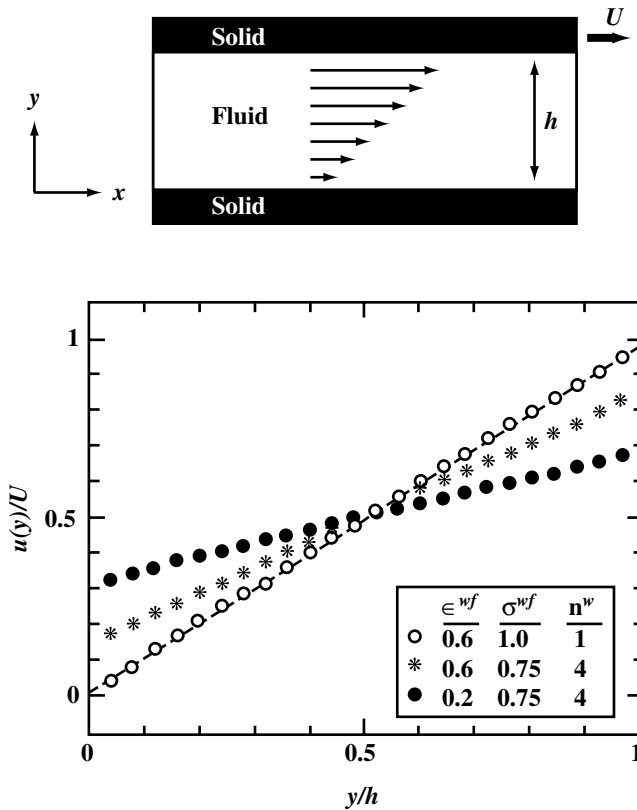 Solid
U
y
Fluid
h
x
Solid
1
u(y)/U
0.5
0
∈wf σwf nw
0.6 1.0 1
0.6 0.75 4
0.2 0.75 4
0 0.5 1
y/h